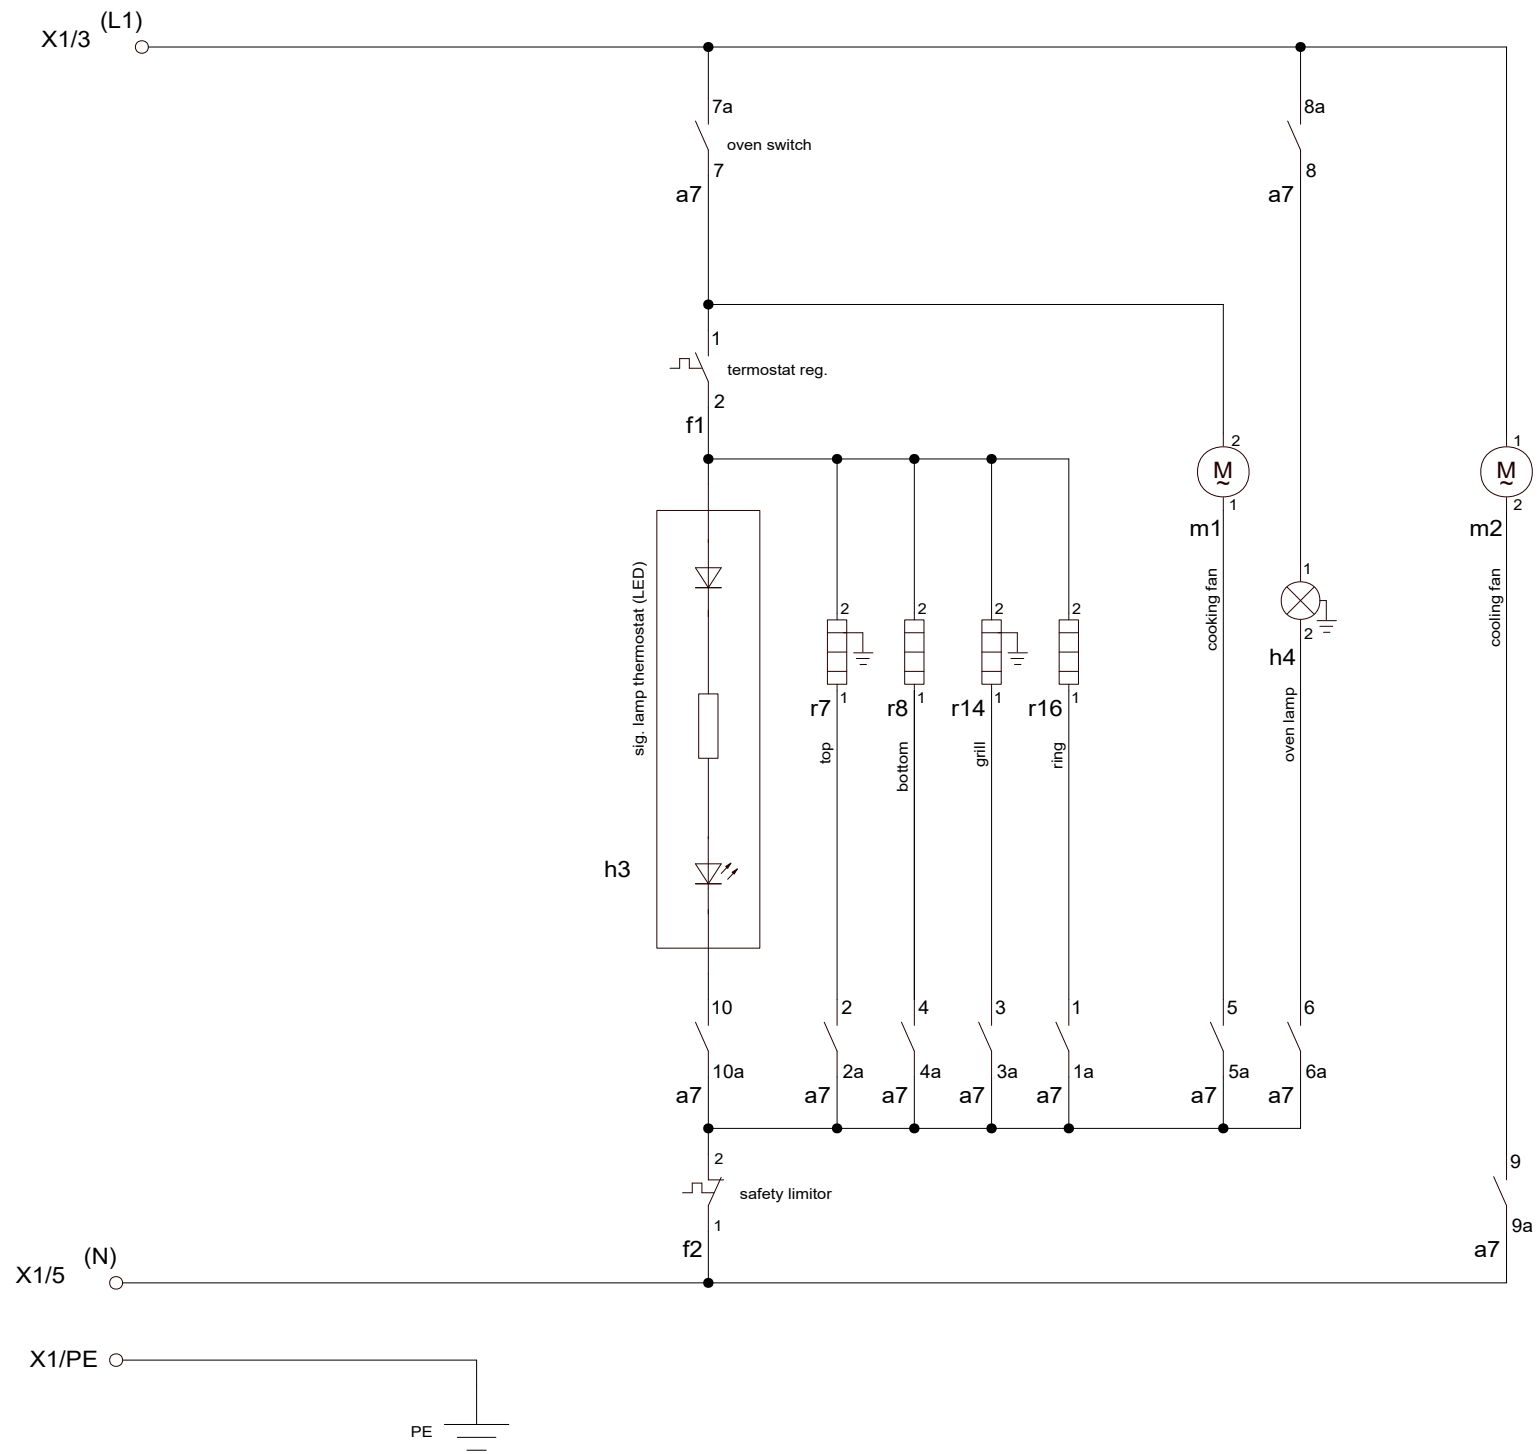 (L1)
X1/3
7a
oven switch
7
a7
8a
8
a7
1
termostat reg.
2
f1
2
M
~
1
m1
cooking fan
1
M
~
2
m2
cooling fan
sig. lamp thermostat (LED)
h3
2
1
r7
top
2
1
r8
bottom
2
1
r14
grill
2
1
r16
ring
1
2
h4
oven lamp
10
10a
a7
2
2a
a7
4
4a
a7
3
3a
a7
1
1a
a7
5
5a
a7
6
6a
a7
2
safety limitor
1
f2
9
9a
a7
(N)
X1/5
X1/PE
PE